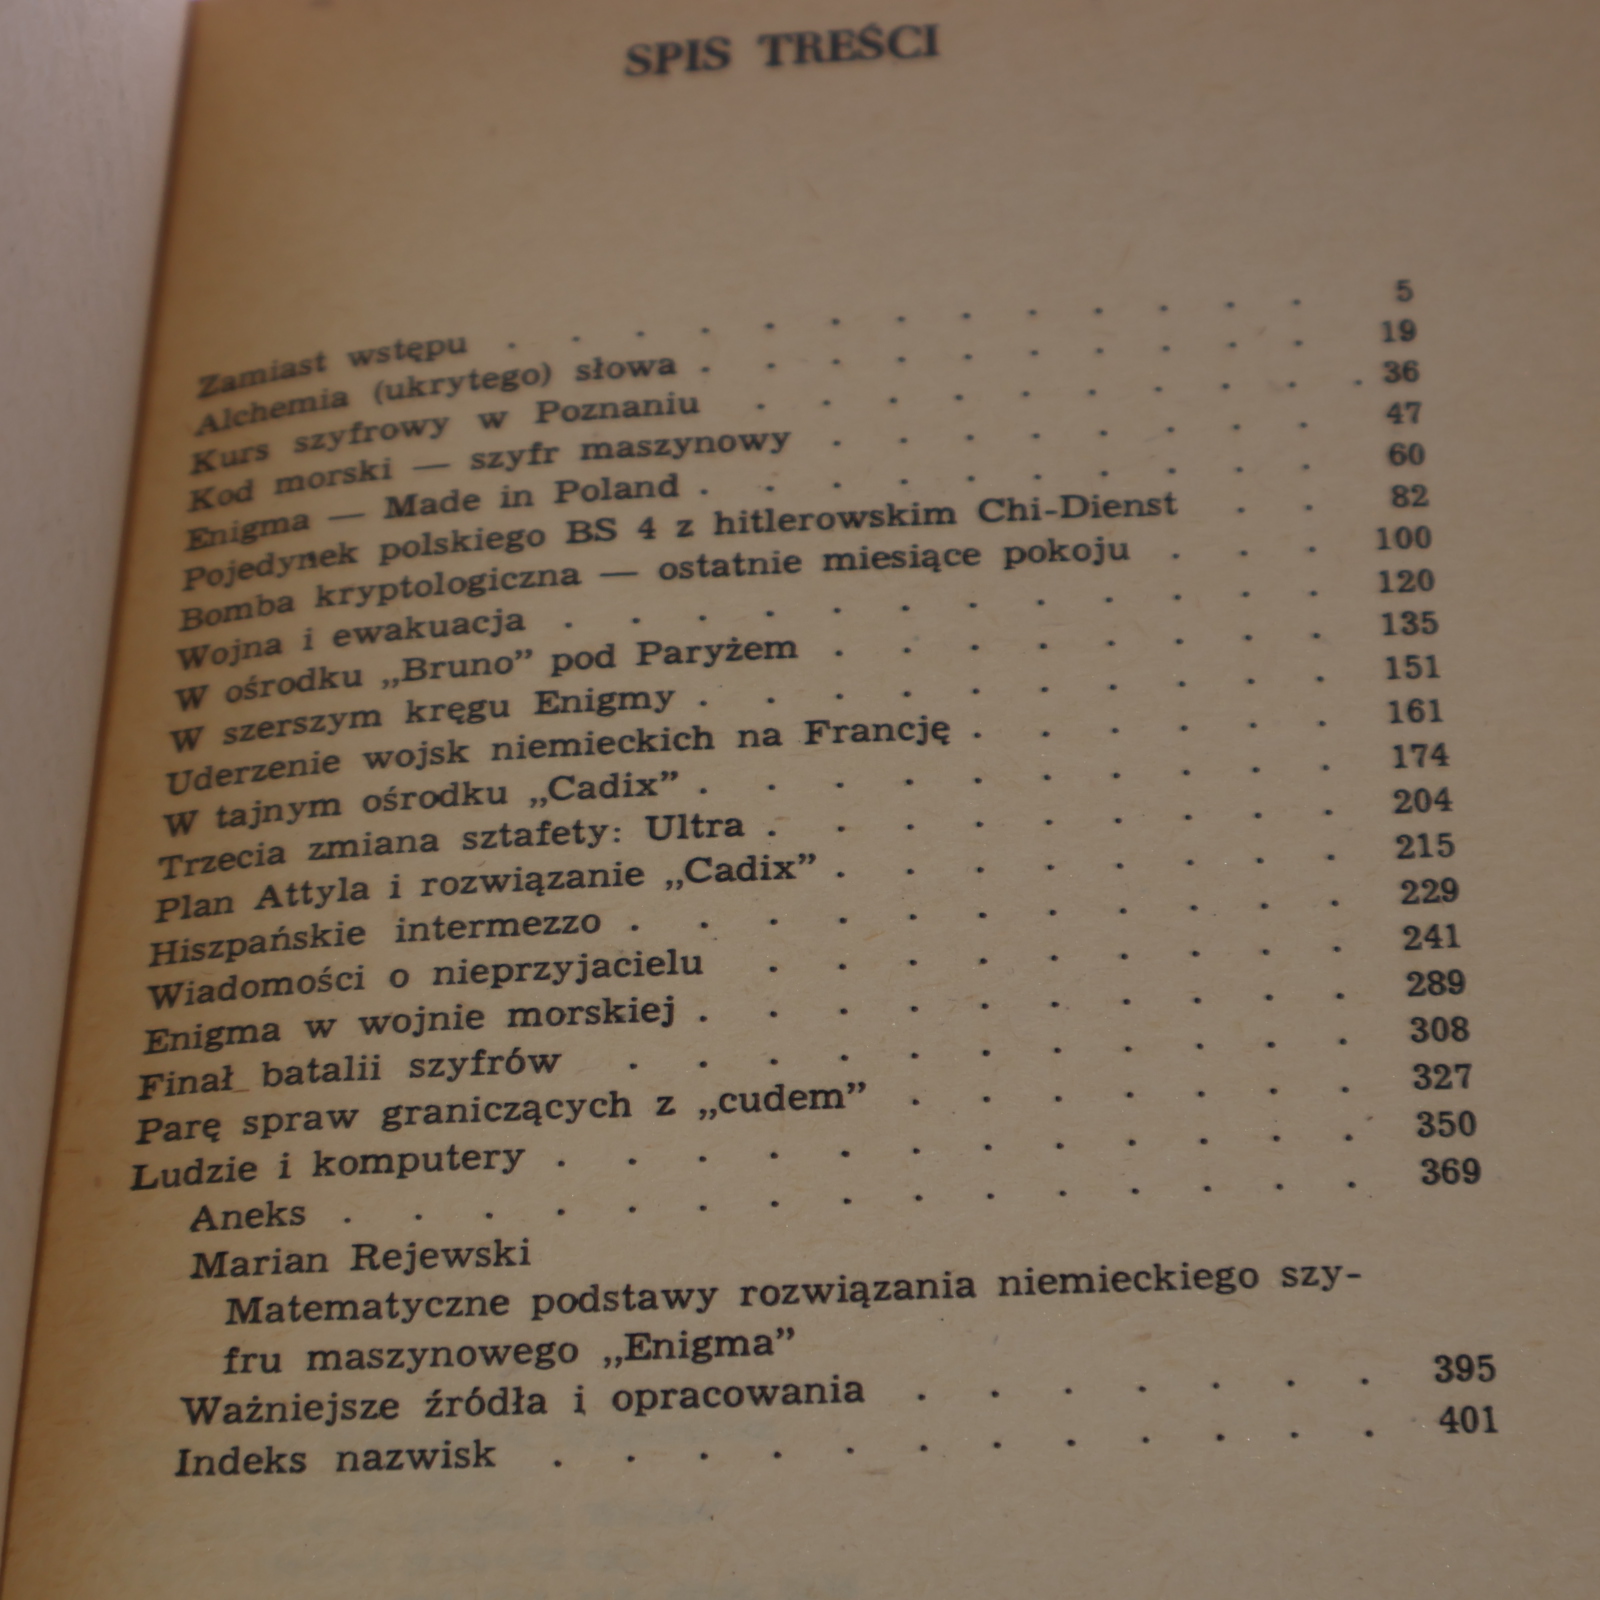 SPIS TREŚCI
Zamiast wstępu . . . . . . . . . . . . . 5
Alchemia (ukrytego) słowa . . . . . . . . . . 19
Kurs szyfrowy w Poznaniu . . . . . . . . . . 36
Kod morski — szyfr maszynowy . . . . . . . . 47
Enigma — Made in Poland . . . . . . . . . . 60
Pojedynek polskiego BS 4 z hitlerowskim Chi-Dienst . . 82
Bomba kryptologiczna — ostatnie miesiące pokoju . . . 100
Wojna i ewakuacja . . . . . . . . . . . . 120
W ośrodku „Bruno” pod Paryżem . . . . . . . . 135
W szerszym kręgu Enigmy . . . . . . . . . . 151
Uderzenie wojsk niemieckich na Francję . . . . . . 161
W tajnym ośrodku „Cadix” . . . . . . . . . . 174
Trzecia zmiana sztafety: Ultra . . . . . . . . . 204
Plan Attyla i rozwiązanie „Cadix” . . . . . . . . 215
Hiszpańskie intermezzo . . . . . . . . . . . 229
Wiadomości o nieprzyjacielu . . . . . . . . . 241
Enigma w wojnie morskiej . . . . . . . . . . 289
Finał batalii szyfrów . . . . . . . . . . . 308
Parę spraw graniczących z „cudem” . . . . . . . 327
Ludzie i komputery . . . . . . . . . . . . 350
Aneks . . . . . . . . . . . . . . . 369
Marian Rejewski
Matematyczne podstawy rozwiązania niemieckiego szy-
fru maszynowego „Enigma”
Ważniejsze źródła i opracowania . . . . . . . 395
Indeks nazwisk . . . . . . . . . . . . 401